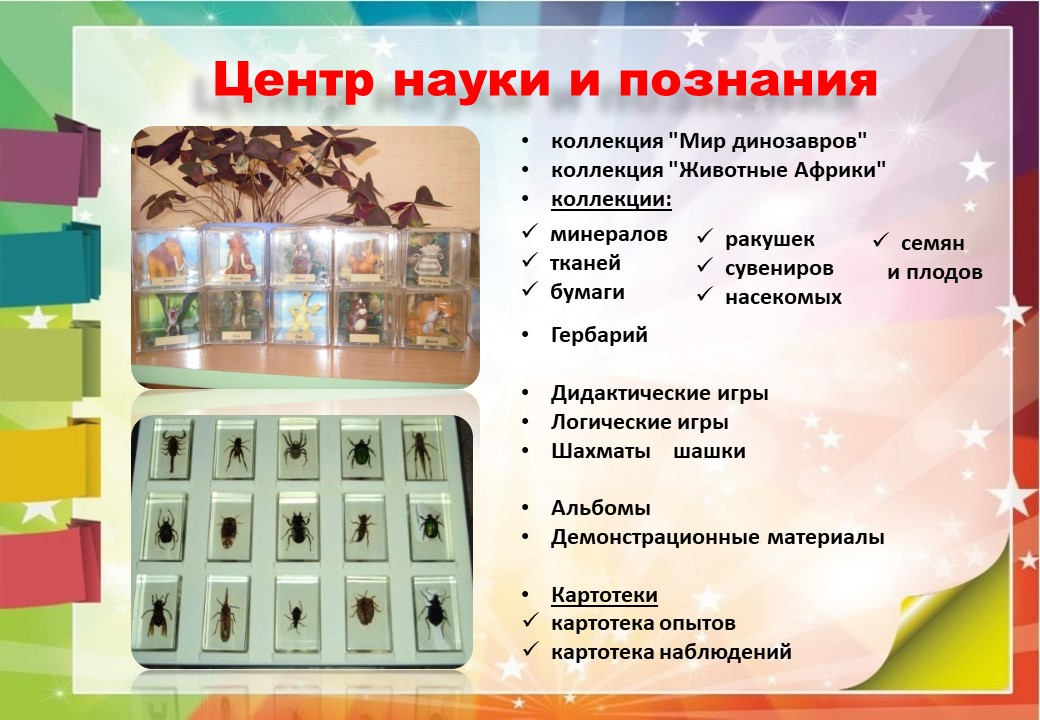 Центр науки и познания
• коллекция "Мир динозавров"
• коллекция "Животные Африки"
• коллекции:
✓ минералов
✓ тканей
✓ бумаги
✓ ракушек
✓ сувениров
✓ насекомых
✓ семян
и плодов
• Гербарий
• Дидактические игры
• Логические игры
• Шахматы шашки
• Альбомы
• Демонстрационные материалы
• Картотеки
✓ картотека опытов
✓ картотека наблюдений